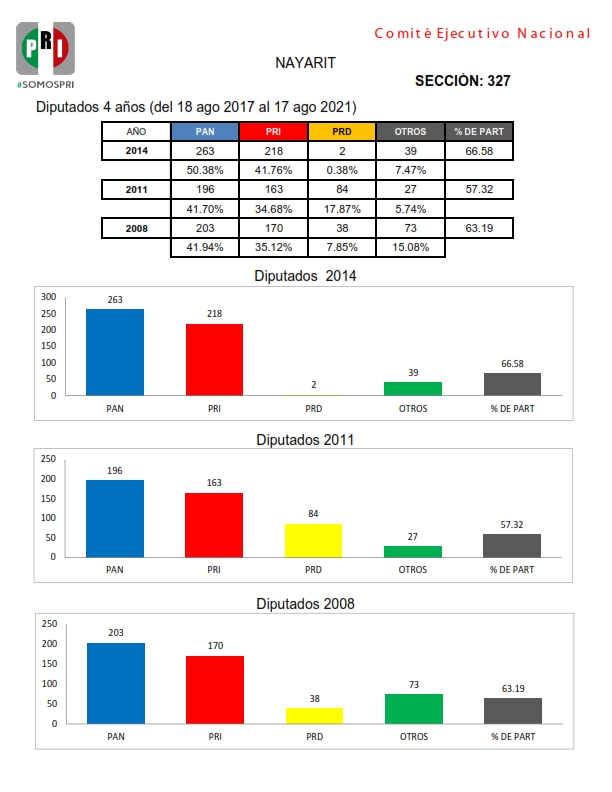 Comité Ejecutivo Nacional
PRI
#SOMOSPRI
NAYARIT
SECCIÓN: 327
Diputados 4 años (del 18 ago 2017 al 17 ago 2021)
AÑO PAN PRI PRD OTROS % DE PART
2014 263 218 2 39 66.58
50.38% 41.76% 0.38% 7.47%
2011 196 163 84 27 57.32
41.70% 34.68% 17.87% 5.74%
2008 203 170 38 73 63.19
41.94% 35.12% 7.85% 15.08%
Diputados 2014
300
250
200
150
100
50
0
263
218
2
39
66.58
PAN PRI PRD OTROS % DE PART
Diputados 2011
250
200
150
100
50
0
196
163
84
27
57.32
PAN PRI PRD OTROS % DE PART
Diputados 2008
250
200
150
100
50
0
203
170
38
73
63.19
PAN PRI PRD OTROS % DE PART